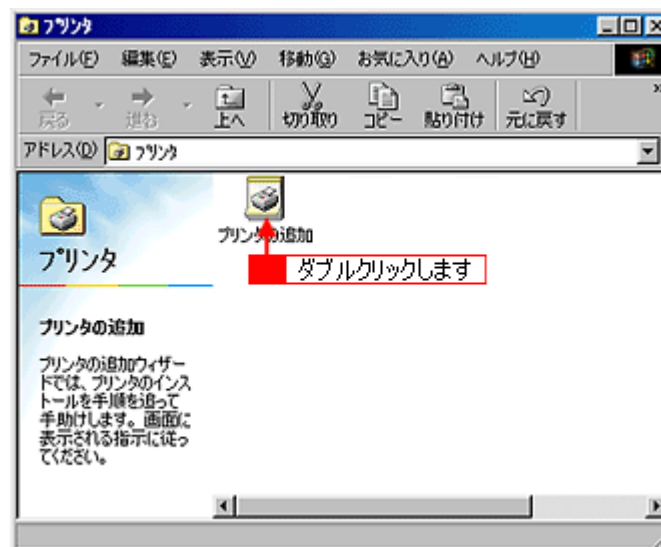 プリンタ
ファイル(F) 編集(E) 表示(V) 移動(G) お気に入り(A) ヘルプ(H)
戻る 進む 上へ 切り取り コピー 貼り付け 元に戻す »
アドレス(D) プリンタ
プリンタの追加
ダブルクリックします
プリンタ
プリンタの追加
プリンタの追加ウィザー
ドでは、プリンタのインス
トールを手順を追って
手助けします。画面に
表示される指示に従っ
てください。